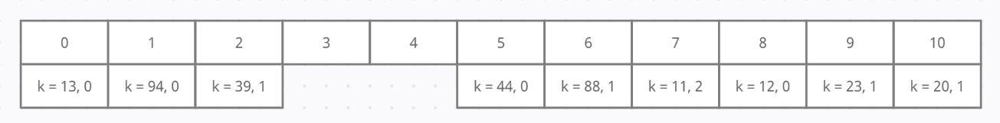 0 1 2 3 4 5 6 7 8 9 10
k = 13, 0 k = 94, 0 k = 39, 1 k = 44, 0 k = 88, 1 k = 11, 2 k = 12, 0 k = 23, 1 k = 20, 1